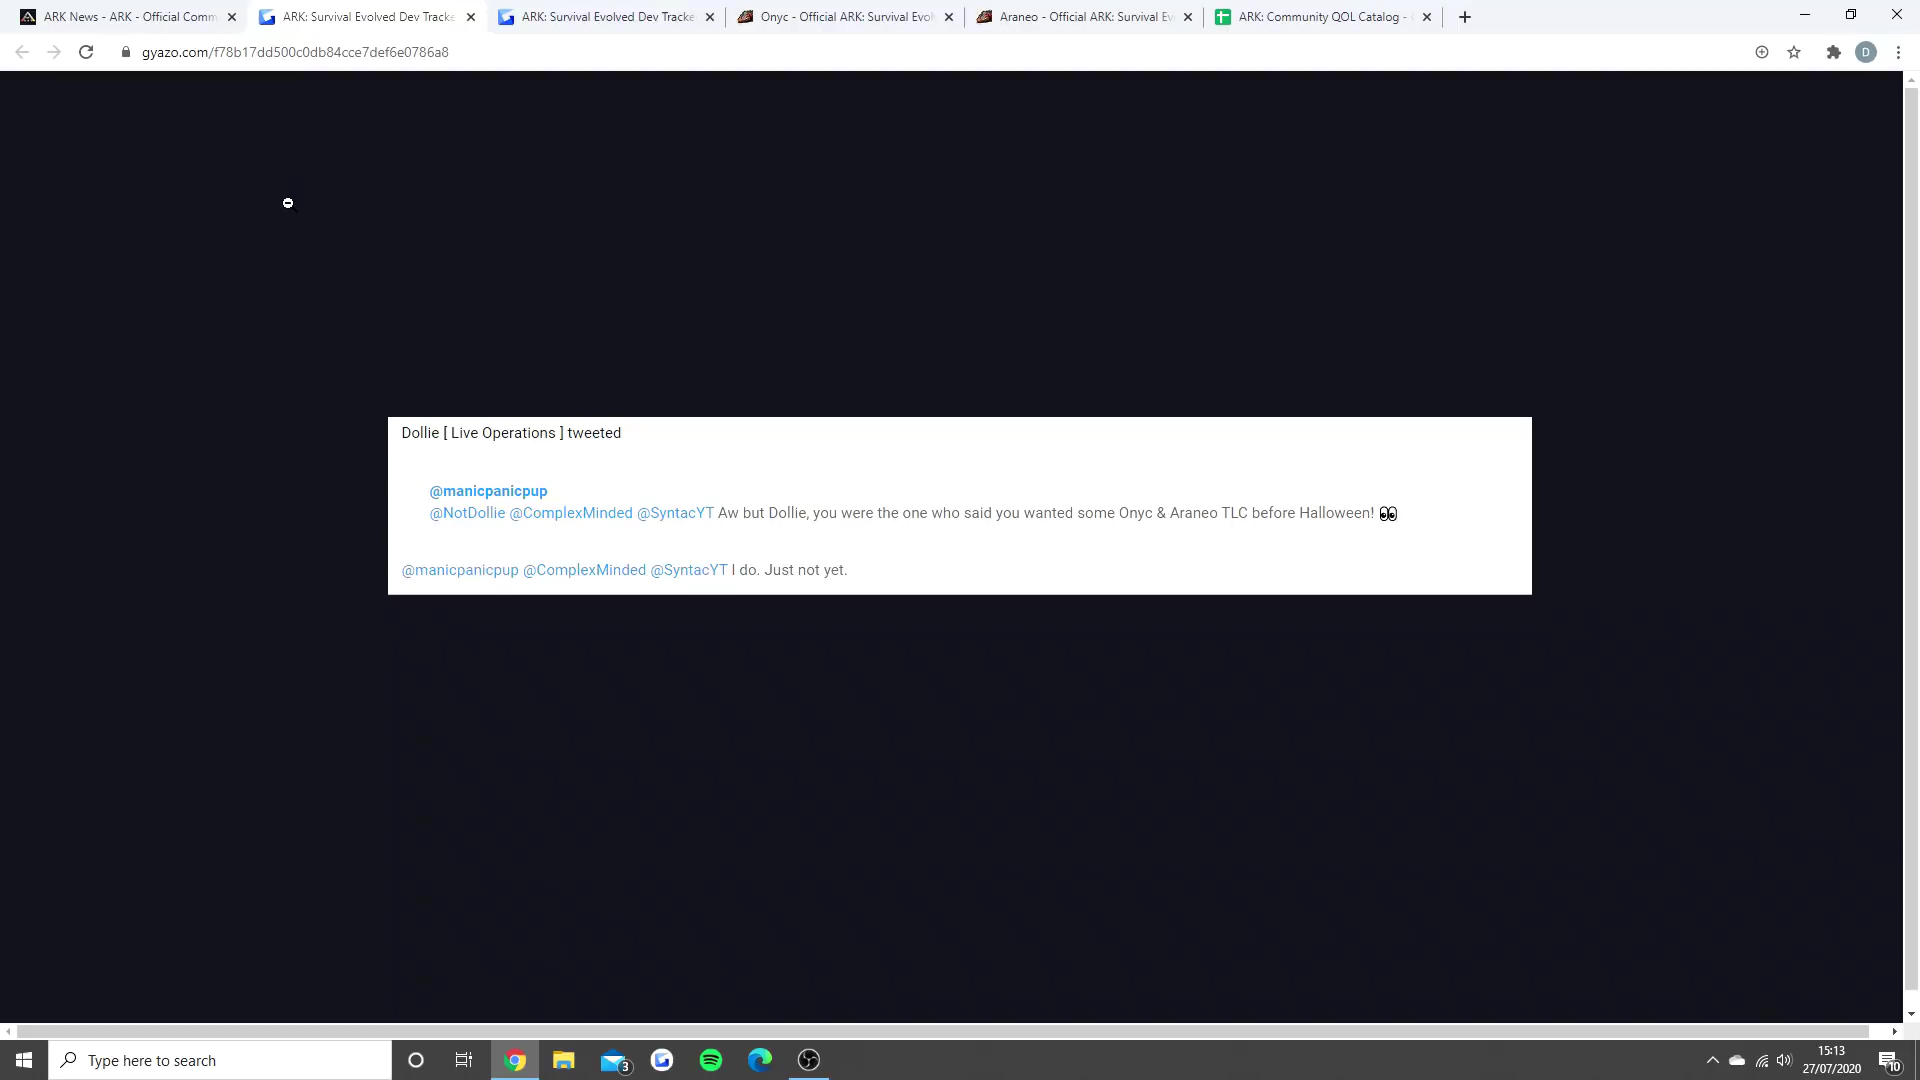 ARK News - ARK - Official Comm
ARK: Survival Evolved Dev Tracke
ARK: Survival Evolved Dev Tracke
Onyc - Official ARK: Survival Evol
Araneo - Official ARK: Survival Ev
ARK: Community QOL Catalog -
gyazo.com/f78b17dd500c0db84cce7def6e0786a8
D
Dollie [ Live Operations ] tweeted
@manicpanicpup
@NotDollie @ComplexMinded @SyntacYT Aw but Dollie, you were the one who said you wanted some Onyc & Araneo TLC before Halloween! 👀
@manicpanicpup @ComplexMinded @SyntacYT I do. Just not yet.
Type here to search
3
15:13
27/07/2020
10